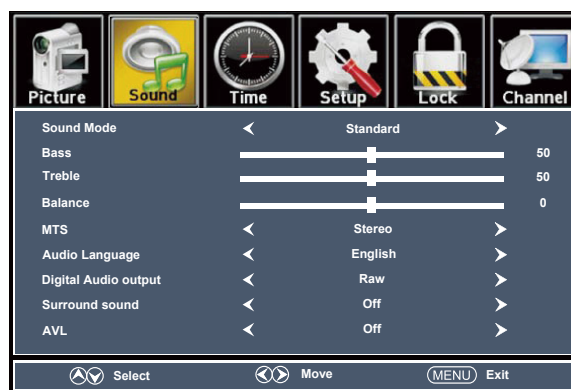 Picture Sound Time Setup Lock Channel
Sound Mode Standard
Bass 50
Treble 50
Balance 0
MTS Stereo
Audio Language English
Digital Audio output Raw
Surround sound Off
AVL Off
Select Move MENU Exit